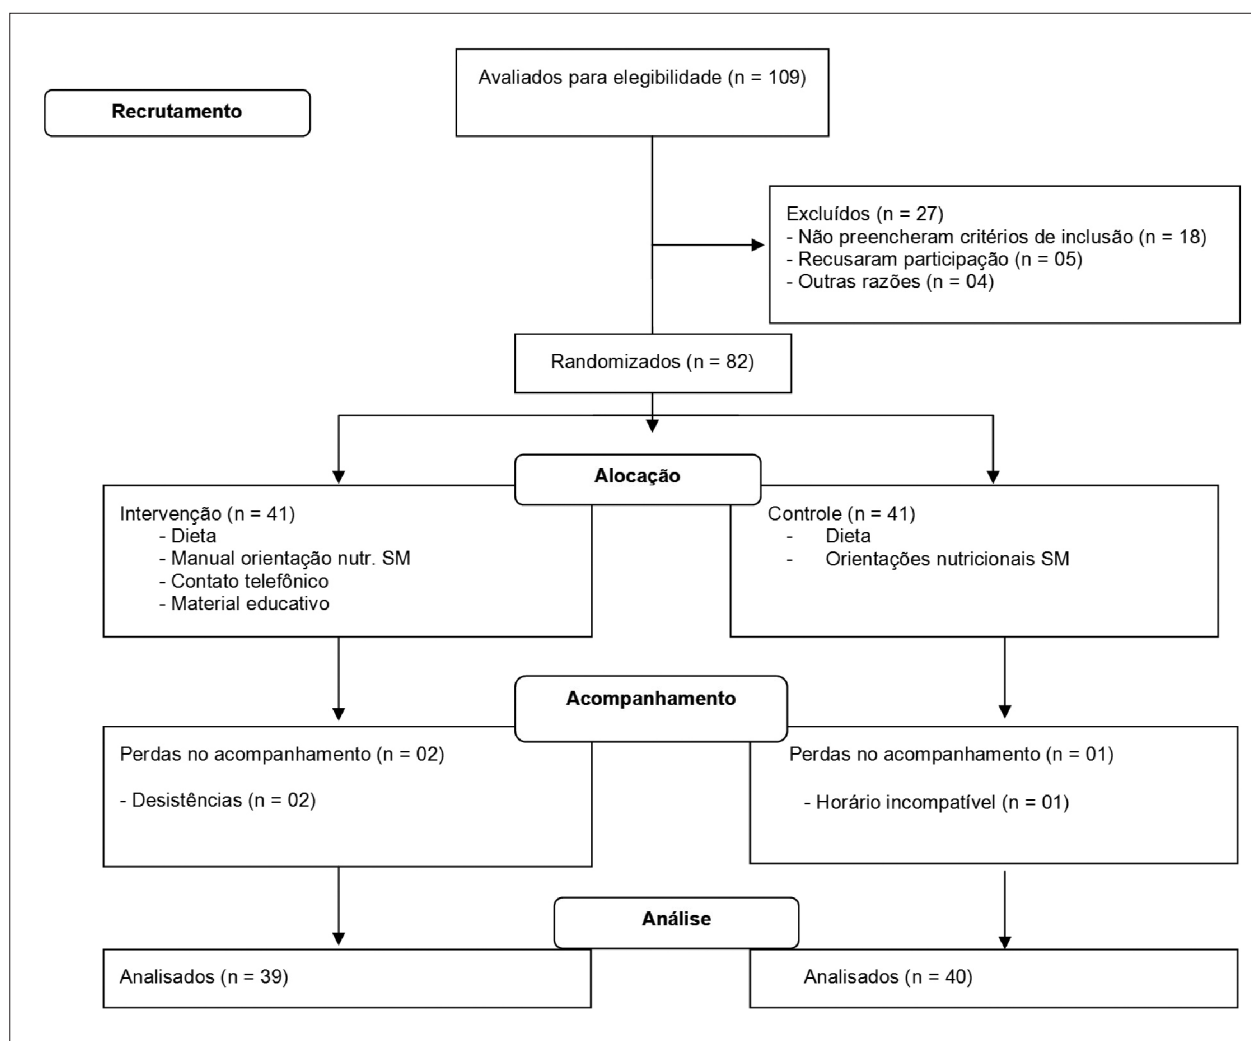 Avaliados para elegibilidade (n = 109)
Recrutamento
Excluídos (n = 27)
- Não preencheram critérios de inclusão (n = 18)
- Recusaram participação (n = 05)
- Outras razões (n = 04)
Randomizados (n = 82)
Alocação
Intervenção (n = 41)
- Dieta
- Manual orientação nutr. SM
- Contato telefônico
- Material educativo
Controle (n = 41)
- Dieta
- Orientações nutricionais SM
Acompanhamento
Perdas no acompanhamento (n = 02)
- Desistências (n = 02)
Perdas no acompanhamento (n = 01)
- Horário incompatível (n = 01)
Análise
Analisados (n = 39)
Analisados (n = 40)